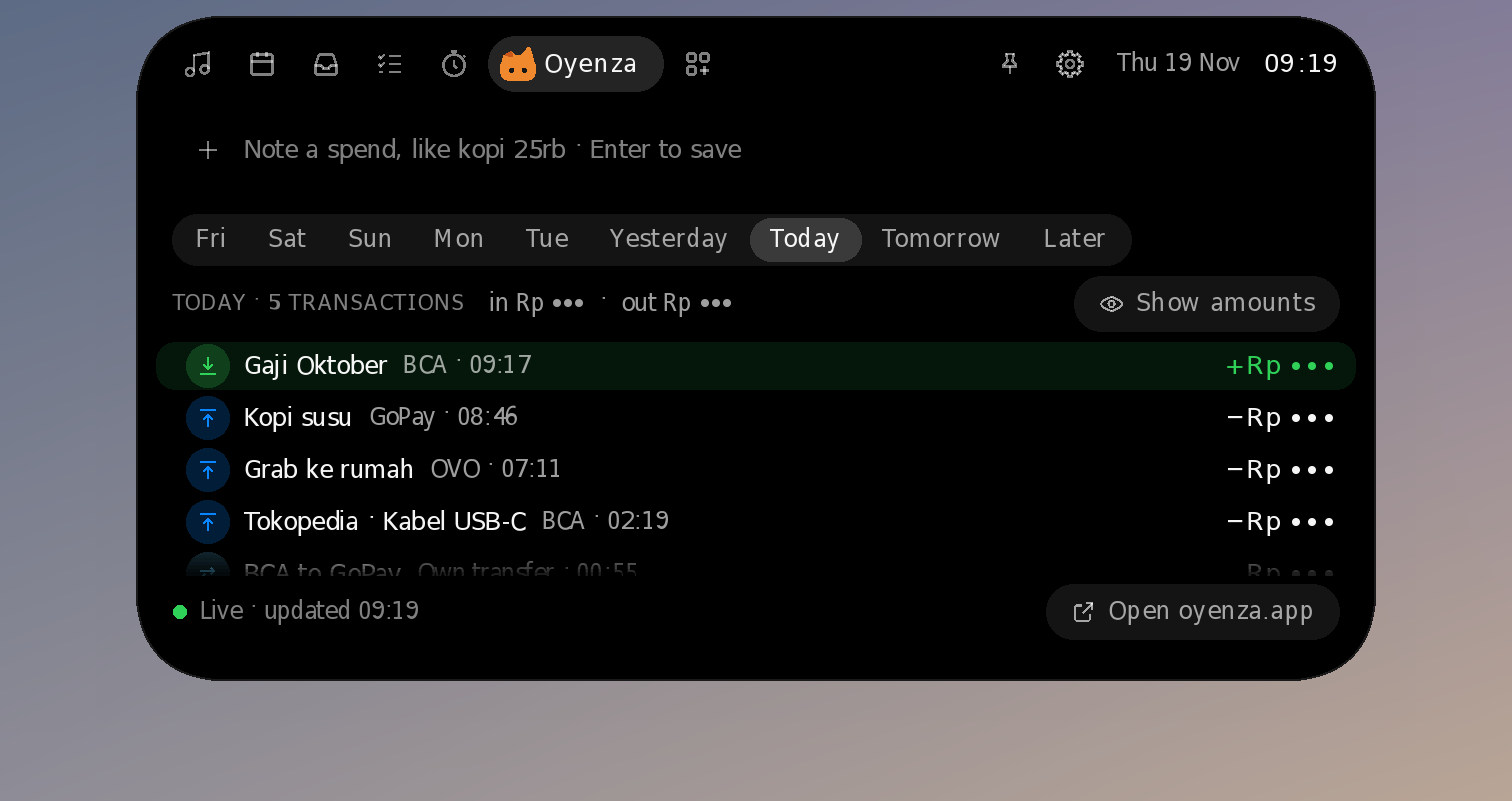 Oyenza Thu 19 Nov 09:19
Note a spend, like kopi 25rb · Enter to save
Fri Sat Sun Mon Tue Yesterday Today Tomorrow Later
TODAY · 5 TRANSACTIONS in Rp ••• · out Rp ••• Show amounts
Gaji Oktober BCA · 09:17 +Rp •••
Kopi susu GoPay · 08:46 −Rp •••
Grab ke rumah OVO · 07:11 −Rp •••
Tokopedia · Kabel USB-C BCA · 02:19 −Rp •••
BCA to GoPay Own transfer · 00:55 Rp •••
Live · updated 09:19 Open oyenza.app